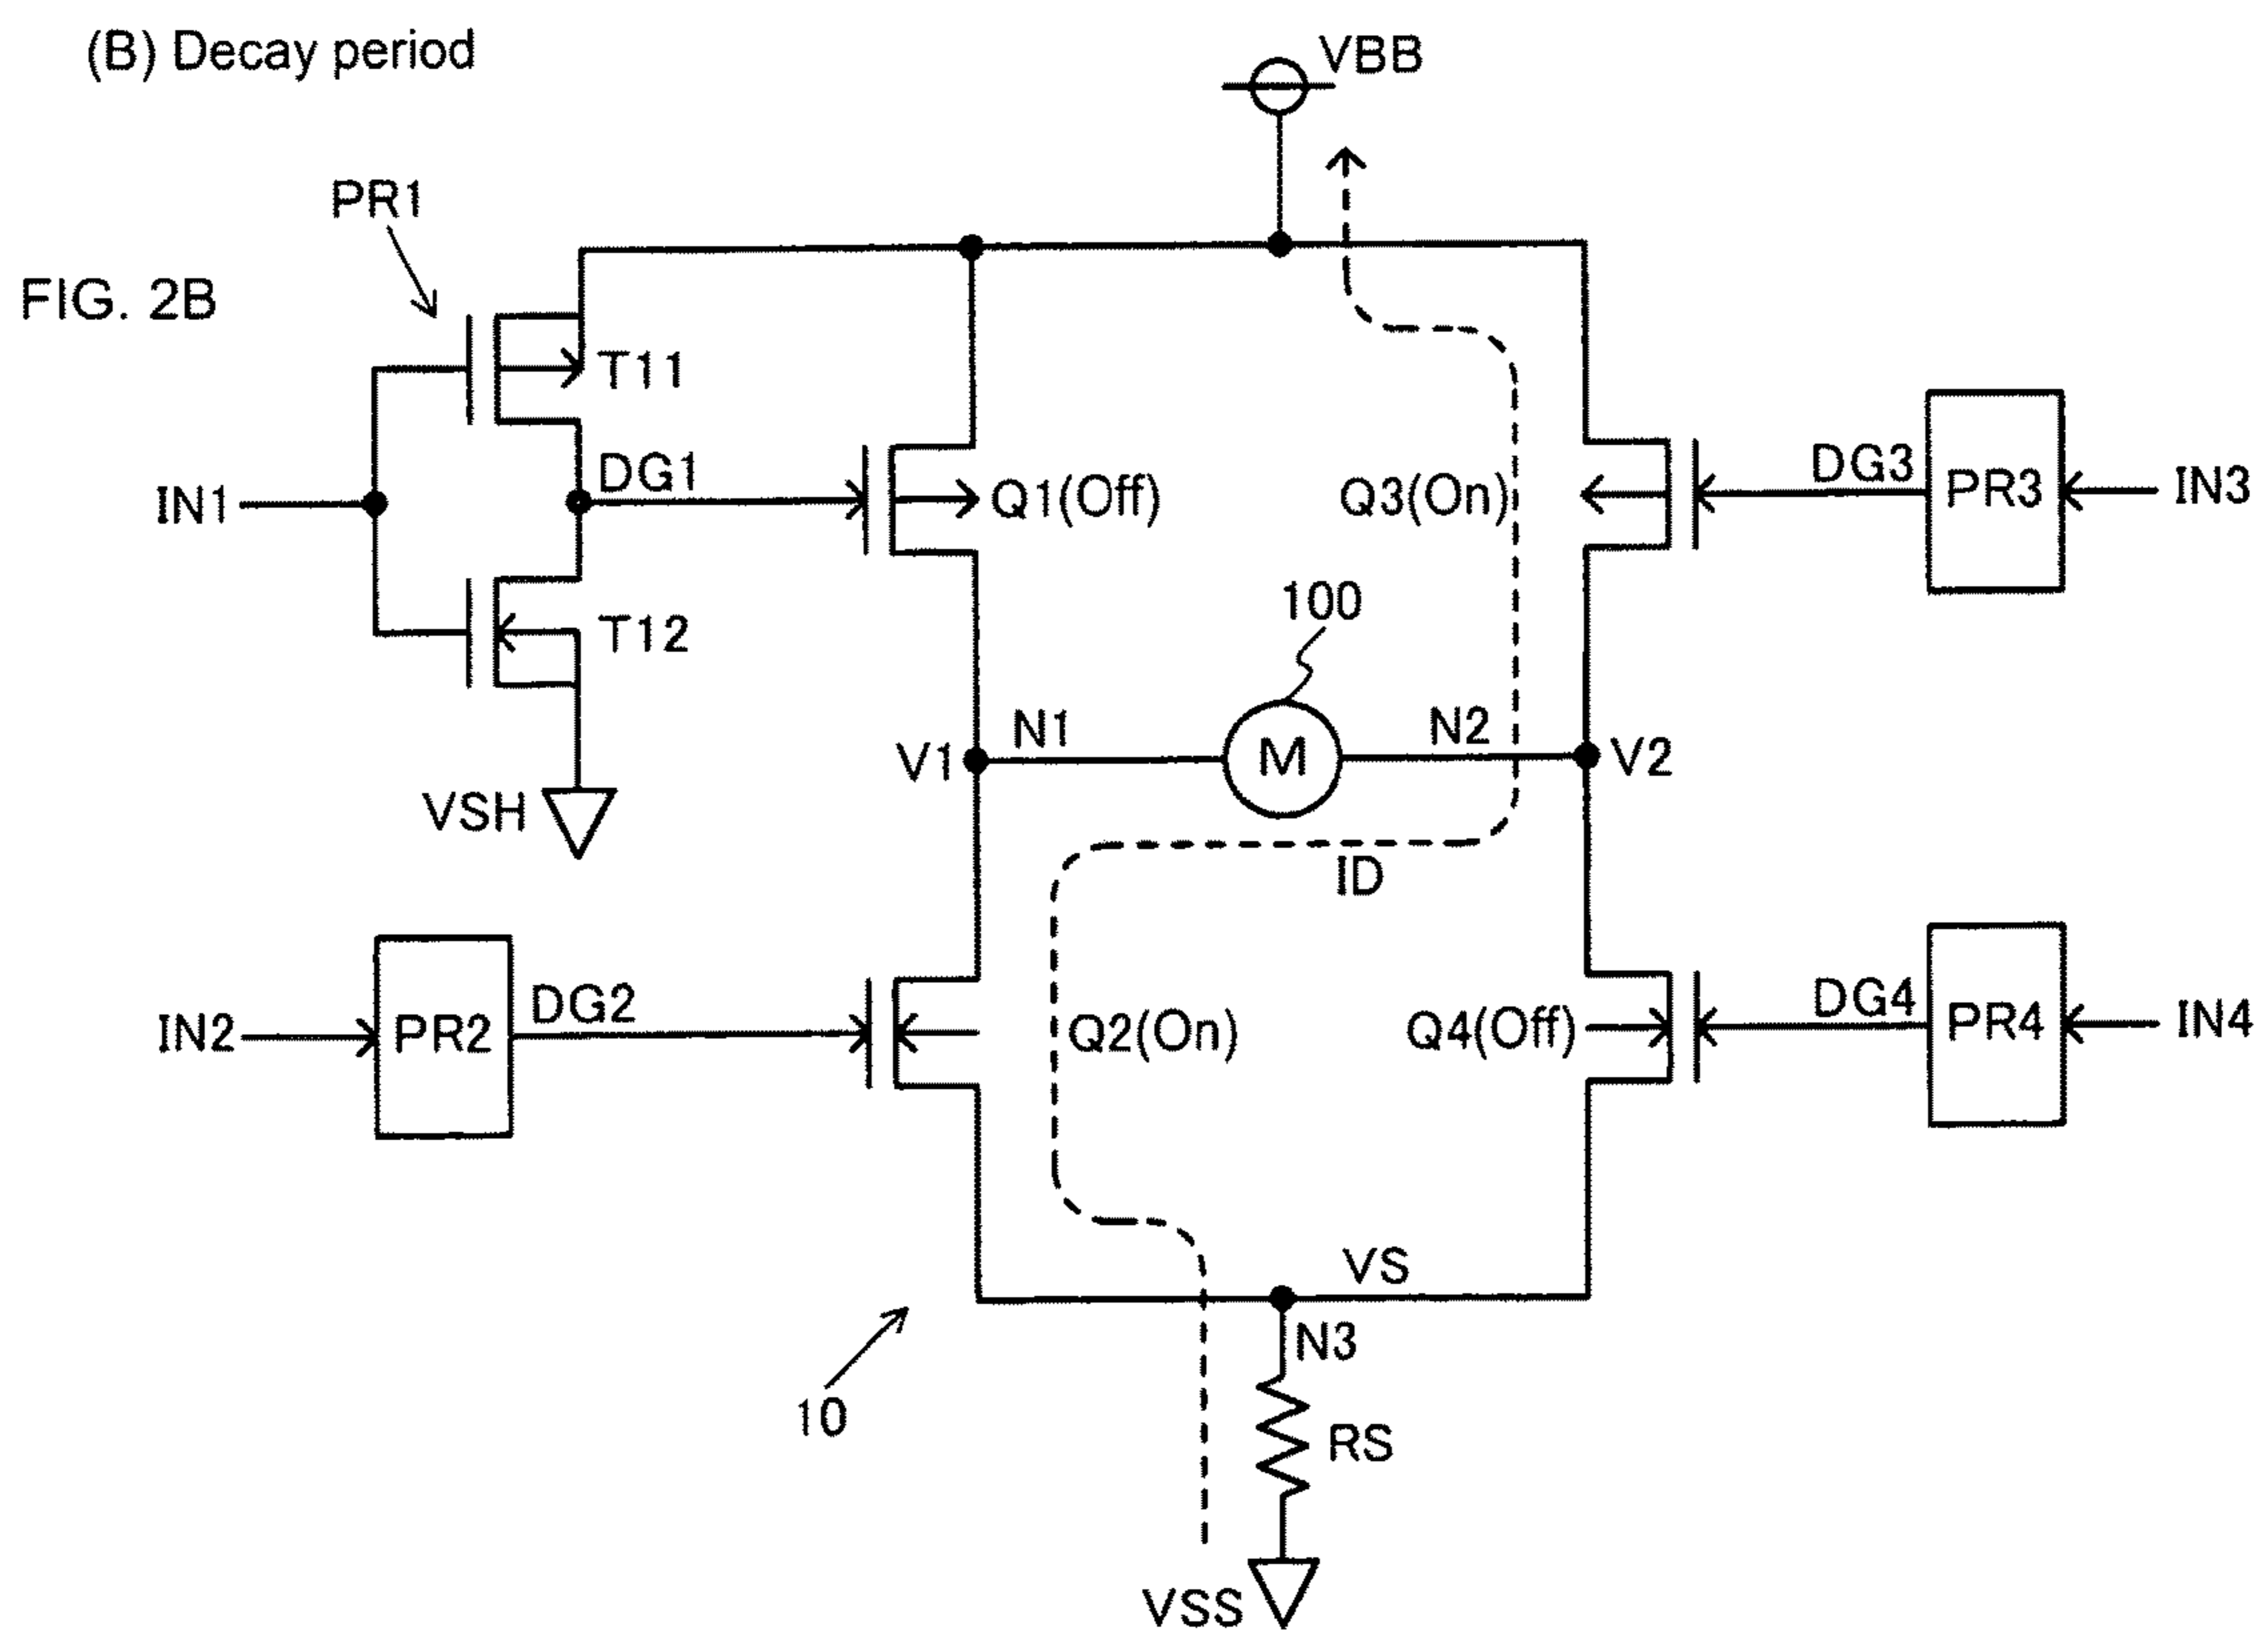 (B) Decay period
VBB
PR1
FIG. 2B
T11
DG1
IN1
Q1(Off)
Q3(On)
DG3
PR3
IN3
100
T12
N1
M
N2
V1
V2
VSH
ID
IN2
PR2
DG2
Q2(On)
Q4(Off)
DG4
PR4
IN4
VS
N3
10
RS
VSS